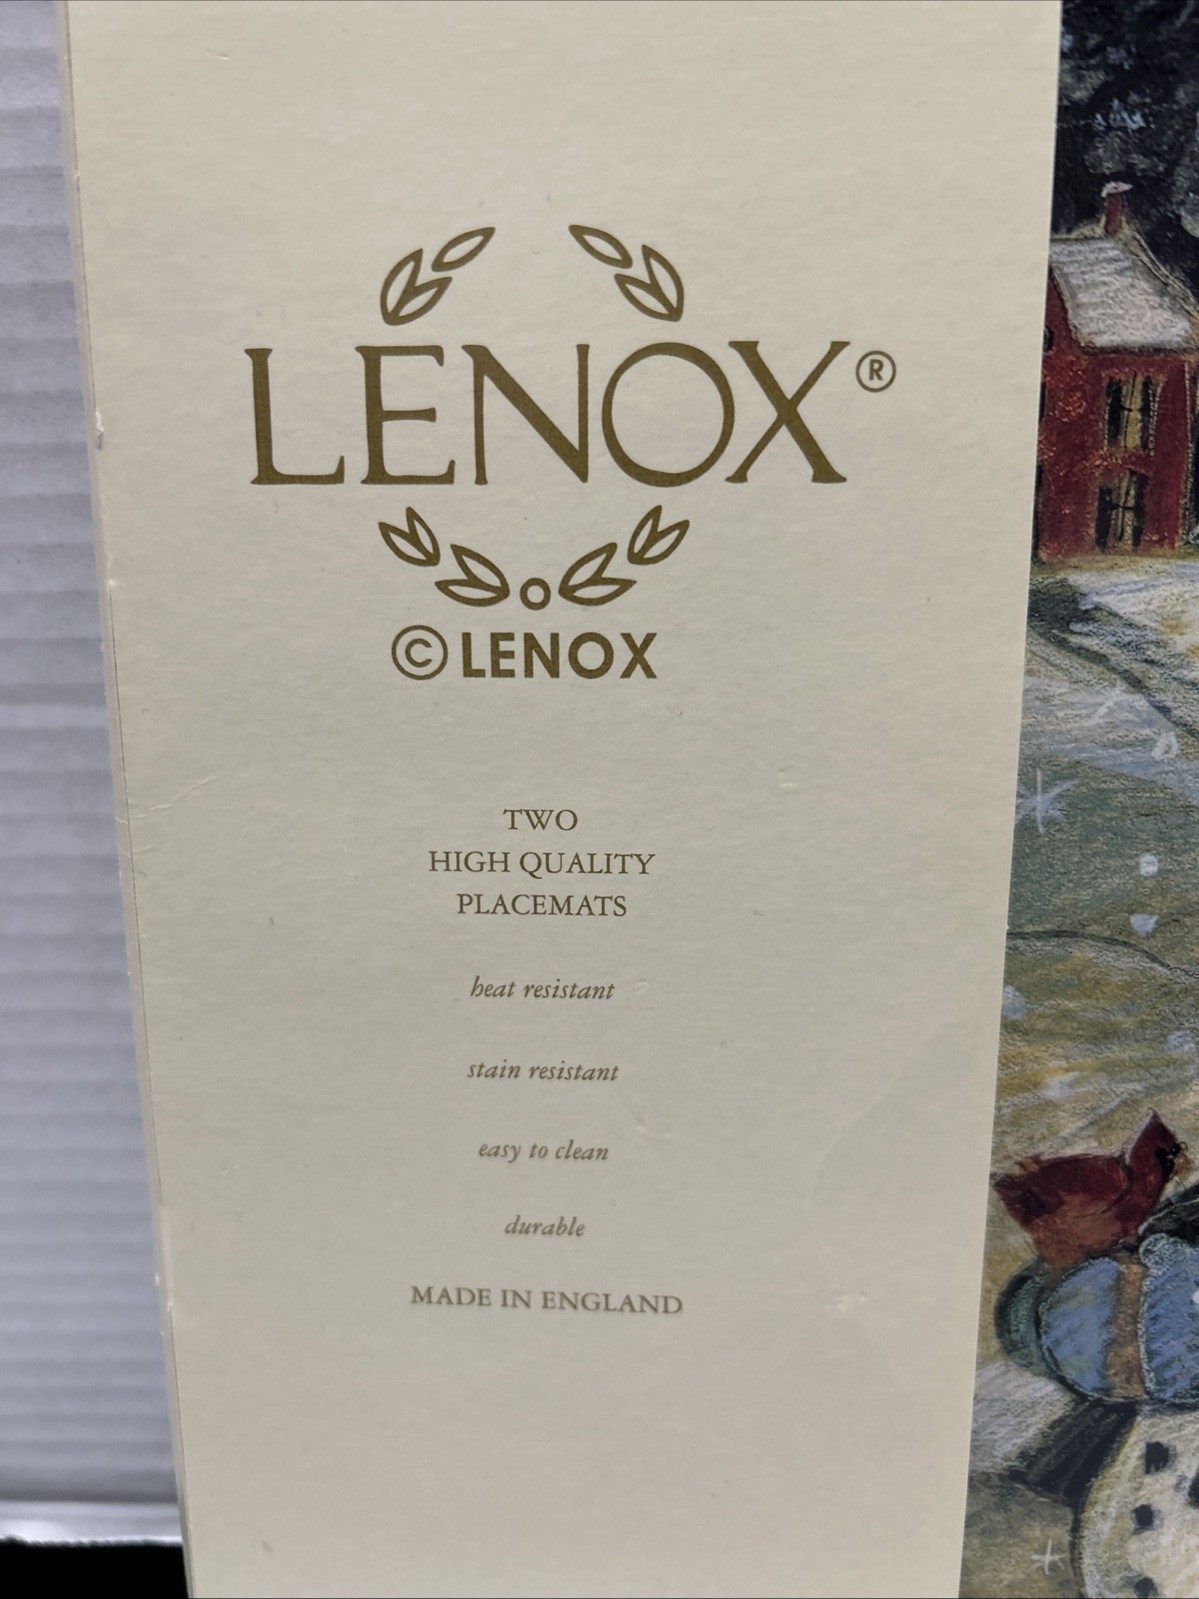 LENOX®
©LENOX
TWO
HIGH QUALITY
PLACEMATS
heat resistant
stain resistant
easy to clean
durable
MADE IN ENGLAND